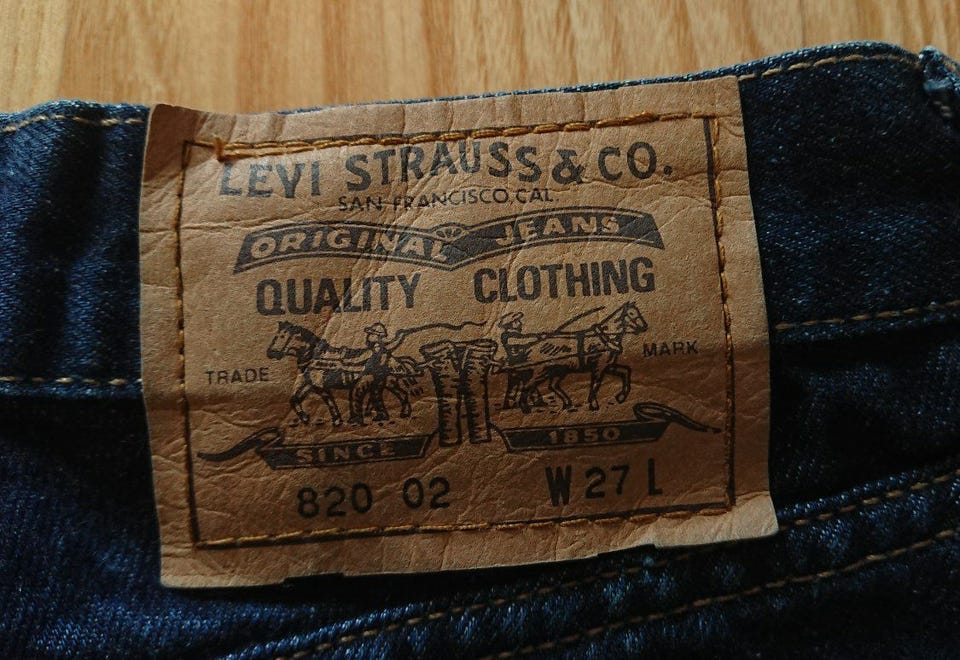 LEVI STRAUSS & CO.
SAN FRANCISCO, CAL.
ORIGINAL JEANS
QUALITY CLOTHING
TRADE MARK
SINCE 1850
820 02 W 27 L